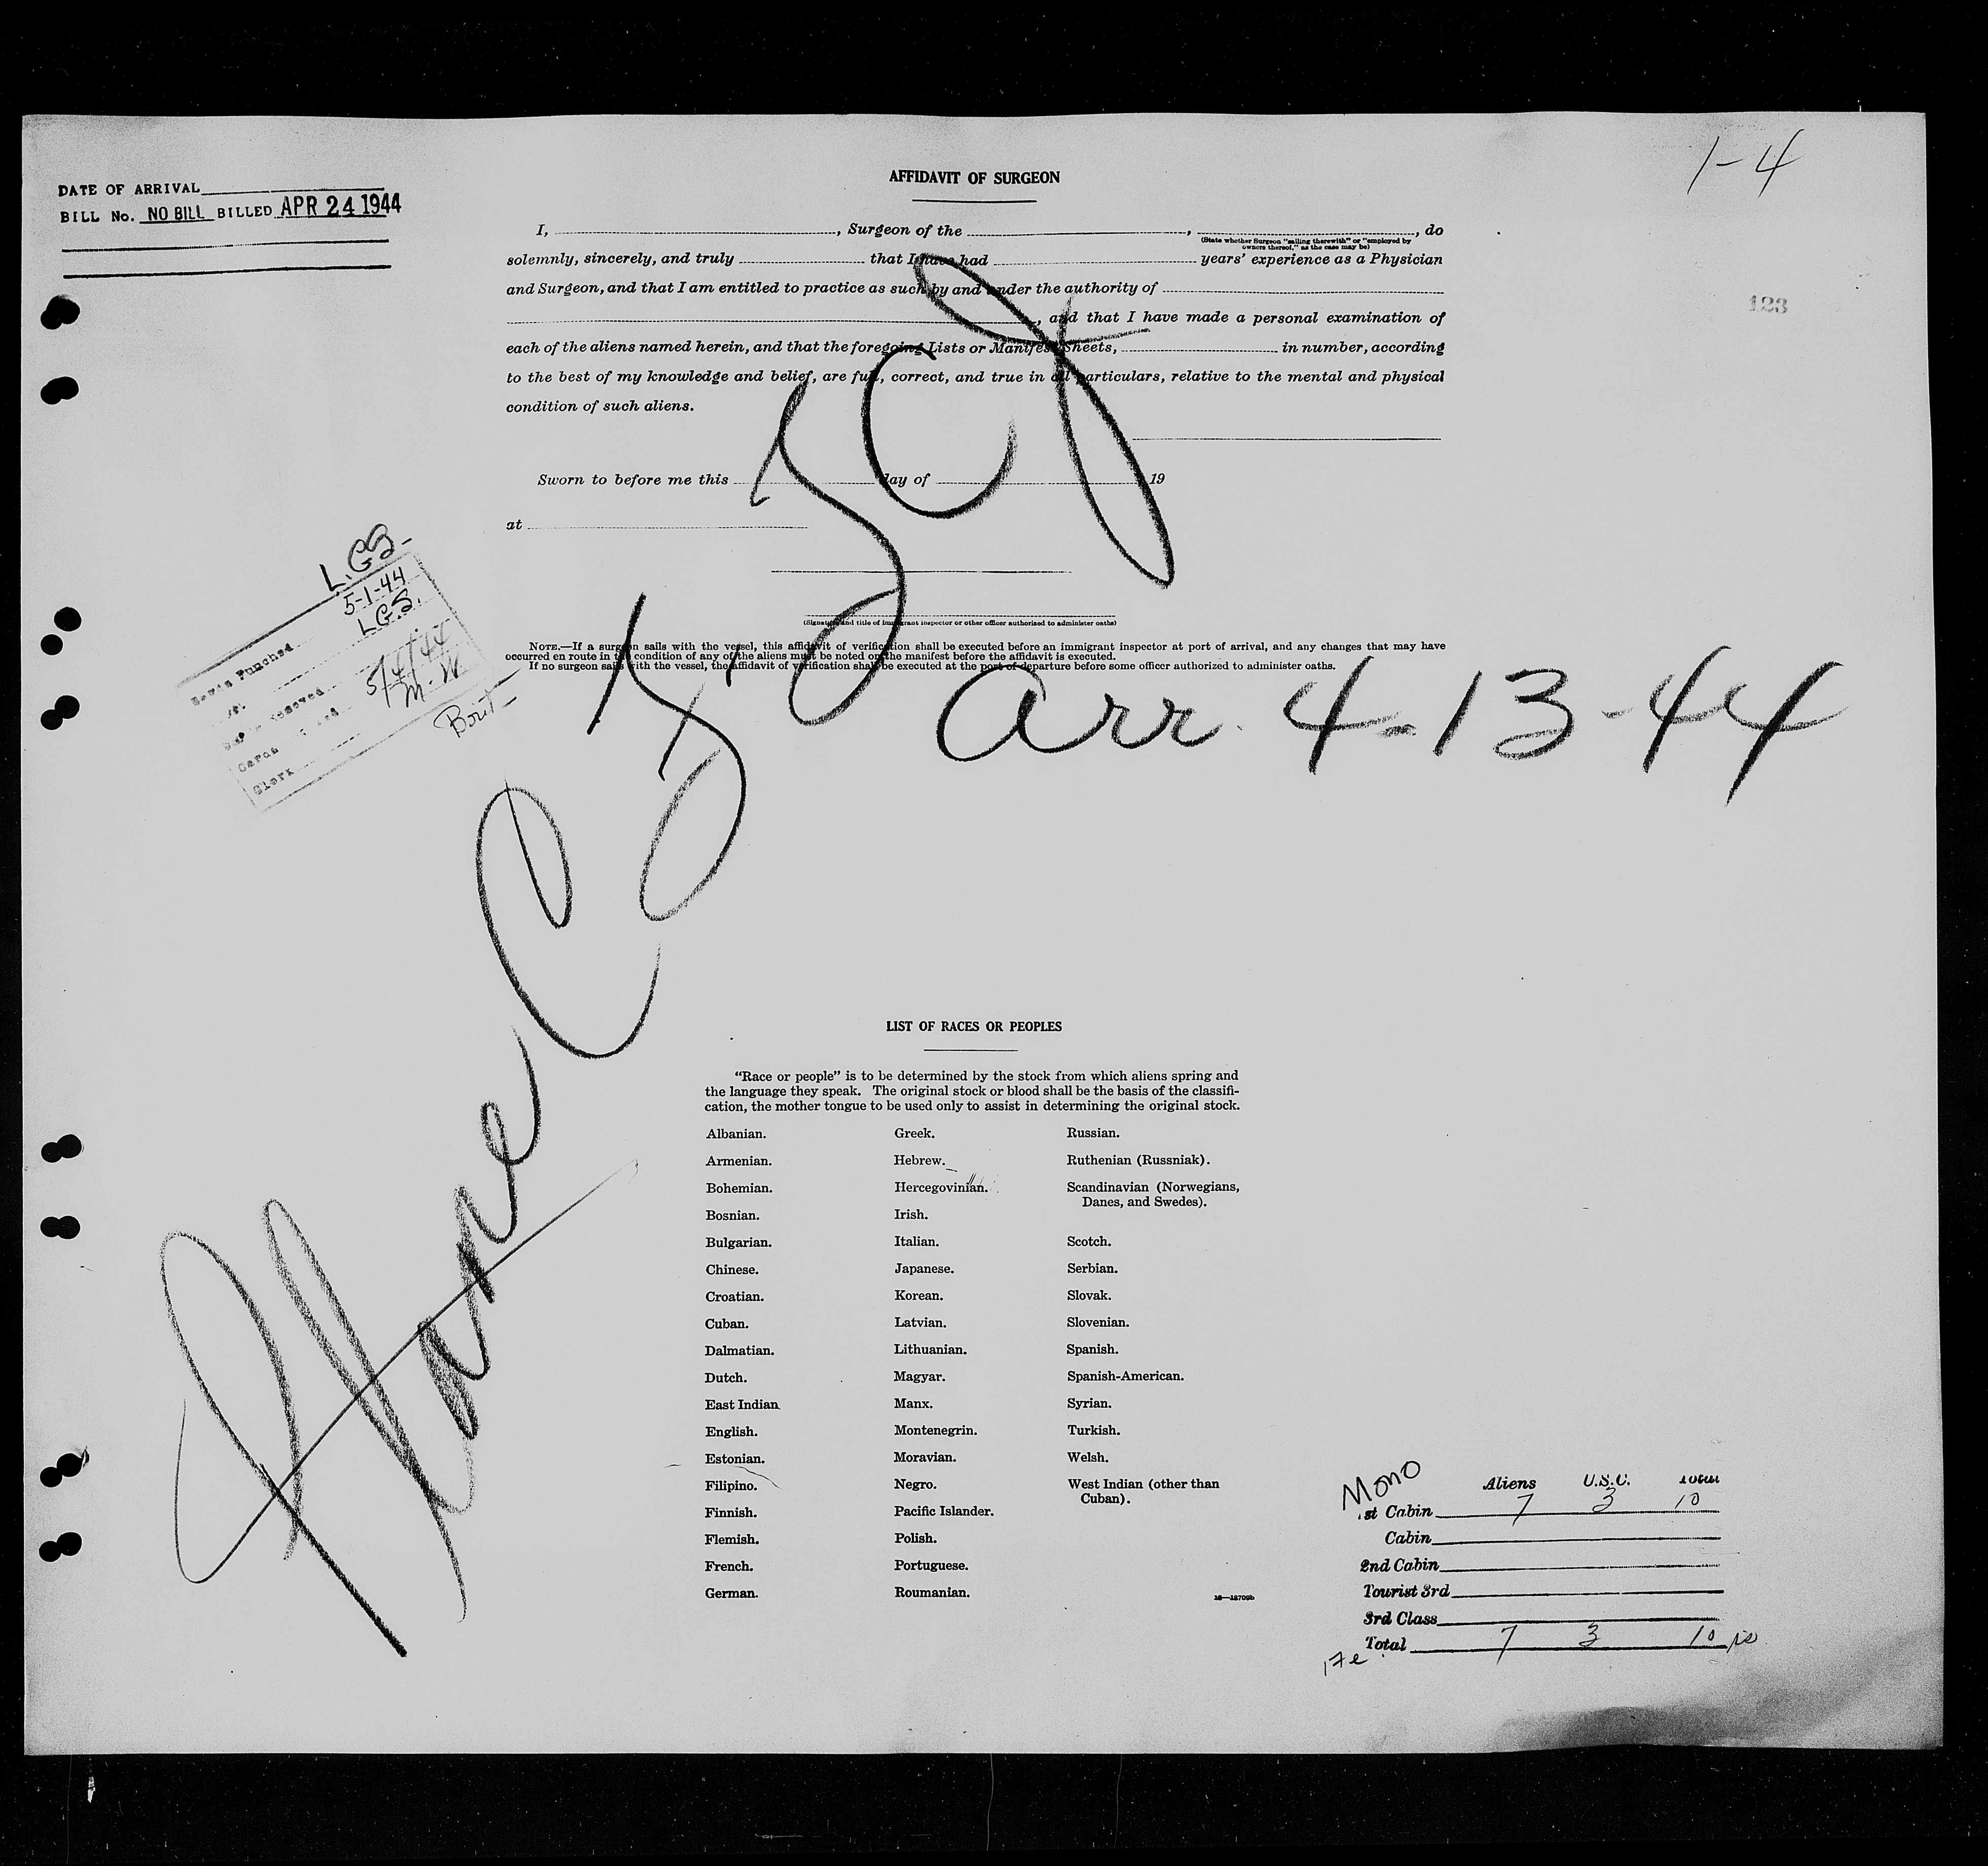 1-4
DATE OF ARRIVAL
BILL No. NO BILL BILLED APR 24 1944
123
AFFIDAVIT OF SURGEON
I, , Surgeon of the , , do
(State whether Surgeon "sailing therewith" or "employed by
owners thereof," as the case may be)
solemnly, sincerely, and truly that I have had years' experience as a Physician
and Surgeon, and that I am entitled to practice as such by and under the authority of
, and that I have made a personal examination of
each of the aliens named herein, and that the foregoing Lists or Manifest Sheets, in number, according
to the best of my knowledge and belief, are full, correct, and true in all particulars, relative to the mental and physical
condition of such aliens.
Sworn to before me this day of 19
at
(Signature and title of immigrant inspector or other officer authorized to administer oaths)
NOTE.—If a surgeon sails with the vessel, this affidavit of verification shall be executed before an immigrant inspector at port of arrival, and any changes that may have
occurred en route in the condition of any of the aliens must be noted on the manifest before the affidavit is executed.
If no surgeon sails with the vessel, the affidavit of verification shall be executed at the port of departure before some officer authorized to administer oaths.
L.G.S.
Punched 5-1-44
L.G.S.
5/4/44
M-W
Clerk
Plane
arr. 4-13-44
LIST OF RACES OR PEOPLES
"Race or people" is to be determined by the stock from which aliens spring and
the language they speak. The original stock or blood shall be the basis of the classifi-
cation, the mother tongue to be used only to assist in determining the original stock.
Albanian. Greek. Russian.
Armenian. Hebrew. Ruthenian (Russniak).
Bohemian. Hercegovinian. Scandinavian (Norwegians,
Danes, and Swedes).
Bosnian. Irish.
Bulgarian. Italian. Scotch.
Chinese. Japanese. Serbian.
Croatian. Korean. Slovak.
Cuban. Latvian. Slovenian.
Dalmatian. Lithuanian. Spanish.
Dutch. Magyar. Spanish-American.
East Indian Manx. Syrian.
English. Montenegrin. Turkish.
Estonian. Moravian. Welsh.
Filipino. Negro. West Indian (other than
Cuban).
Finnish. Pacific Islander.
Flemish. Polish.
French. Portuguese.
German. Roumanian.
16—18709b
Mono
Aliens U.S.C. Total
1st Cabin 7 3 10
Cabin
2nd Cabin
Tourist 3rd
3rd Class
Total 7 3 10